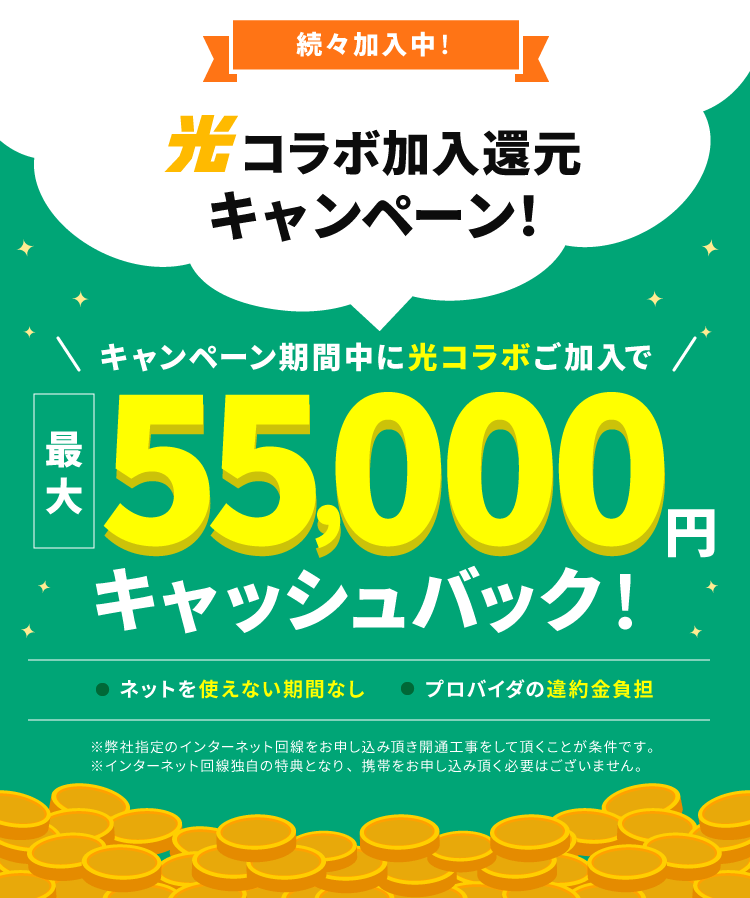 続々加入中！
光コラボ加入還元
キャンペーン！
キャンペーン期間中に光コラボご加入で
最大
55,000円
キャッシュバック！
ネットを使えない期間なし
プロバイダの違約金負担
※弊社指定のインターネット回線をお申し込み頂き開通工事をして頂くことが条件です。
※インターネット回線独自の特典となり、携帯をお申し込み頂く必要はございません。